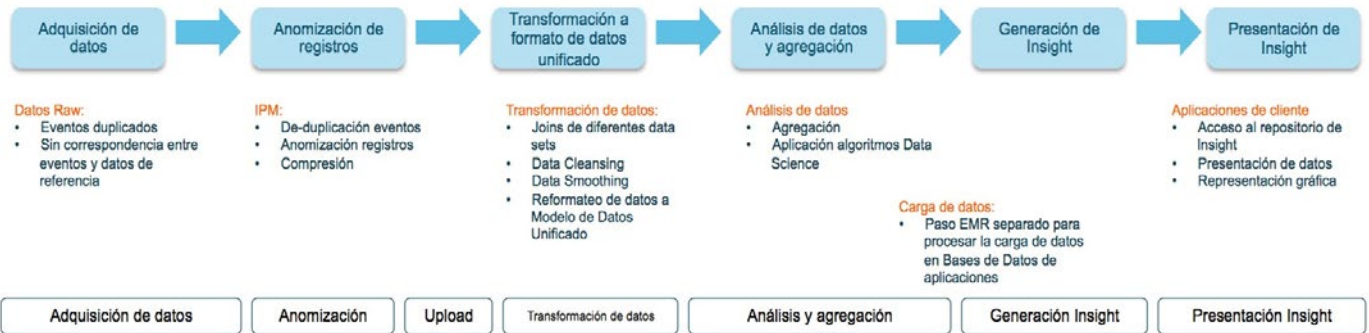 Adquisición de
datos
Anomización de
registros
Transformación a
formato de datos
unificado
Análisis de datos
y agregación
Generación de
Insight
Presentación de
Insight
Datos Raw:
• Eventos duplicados
• Sin correspondencia entre
eventos y datos de
referencia
IPM:
• De-duplicación eventos
• Anomización registros
• Compresión
Transformación de datos:
• Joins de diferentes data
sets
• Data Cleansing
• Data Smoothing
• Reformateo de datos a
Modelo de Datos
Unificado
Análisis de datos
• Agregación
• Aplicación algoritmos Data
Science
Carga de datos:
• Paso EMR separado para
procesar la carga de datos
en Bases de Datos de
aplicaciones
Aplicaciones de cliente
• Acceso al repositorio de
Insight
• Presentación de datos
• Representación gráfica
Adquisición de datos
Anomización
Upload
Transformación de datos
Análisis y agregación
Generación Insight
Presentación Insight